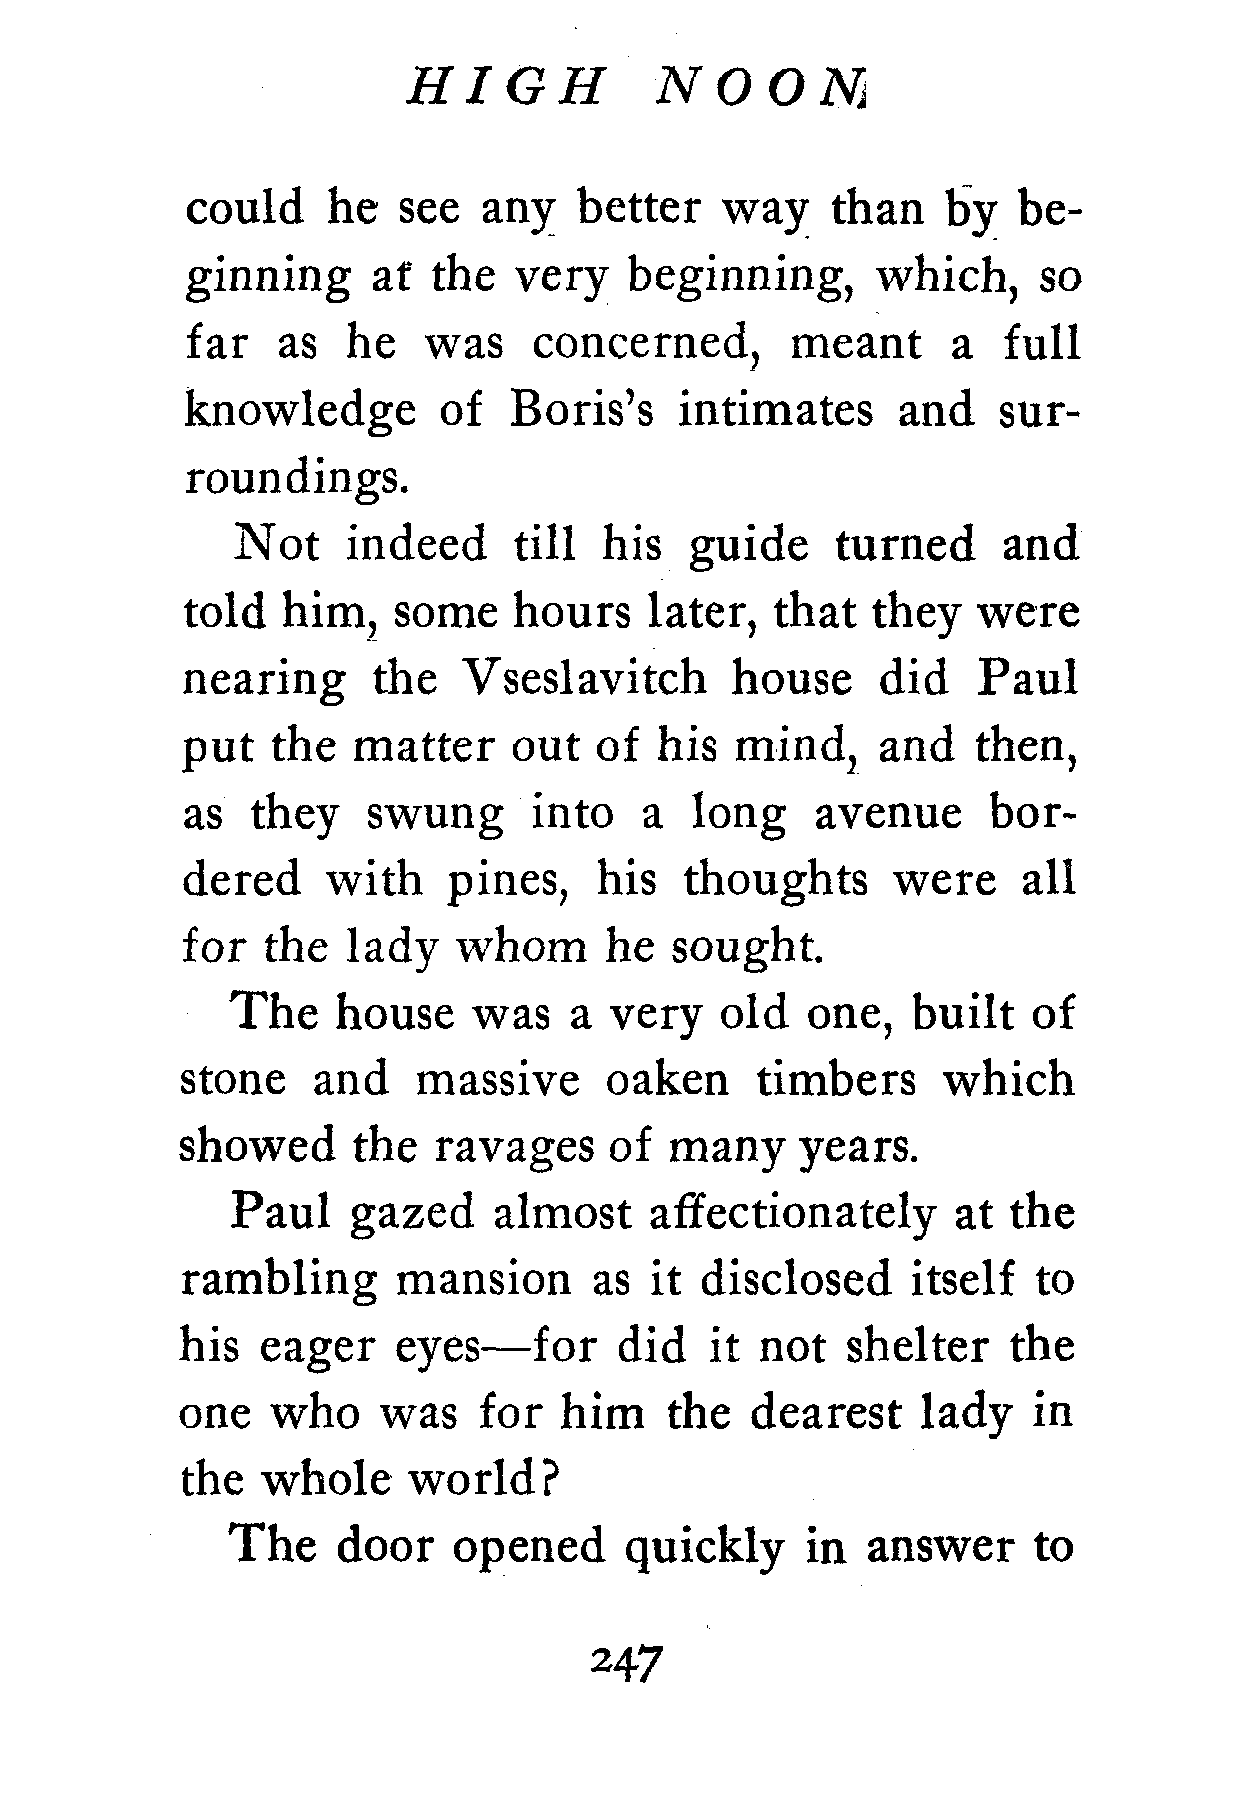 HIGH NOON
could he see any better way than by be-
ginning at the very beginning, which, so
far as he was concerned, meant a full
knowledge of Boris's intimates and sur-
roundings.
Not indeed till his guide turned and
told him, some hours later, that they were
nearing the Vseslavitch house did Paul
put the matter out of his mind, and then,
as they swung into a long avenue bor-
dered with pines, his thoughts were all
for the lady whom he sought.
The house was a very old one, built of
stone and massive oaken timbers which
showed the ravages of many years.
Paul gazed almost affectionately at the
rambling mansion as it disclosed itself to
his eager eyes—for did it not shelter the
one who was for him the dearest lady in
the whole world?
The door opened quickly in answer to
247